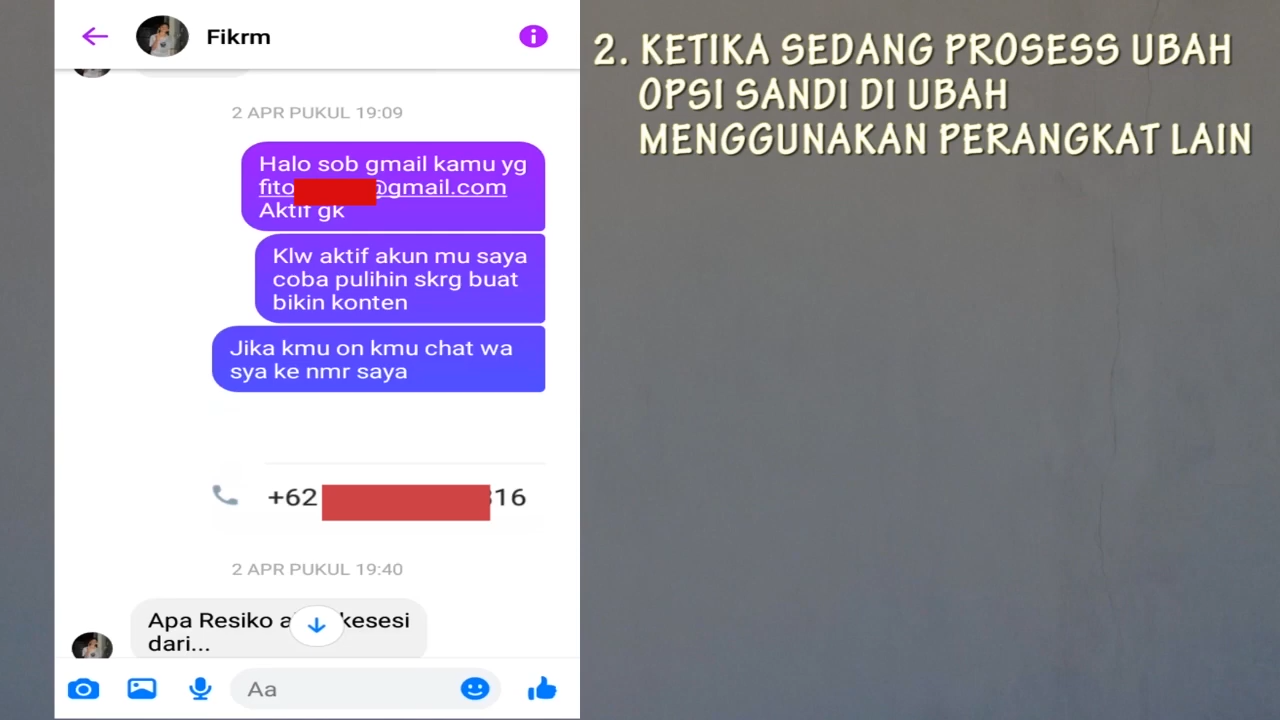 Fikrm
2 APR PUKUL 19:09
Halo sob gmail kamu yg
fito @gmail.com
Aktif gk
Klw aktif akun mu saya
coba pulihin skrg buat
bikin konten
Jika kmu on kmu chat wa
sya ke nmr saya
+62 16
2 APR PUKUL 19:40
Apa Resiko kesesi
dari...
Aa
2. KETIKA SEDANG PROSESS UBAH
OPSI SANDI DI UBAH
MENGGUNAKAN PERANGKAT LAIN